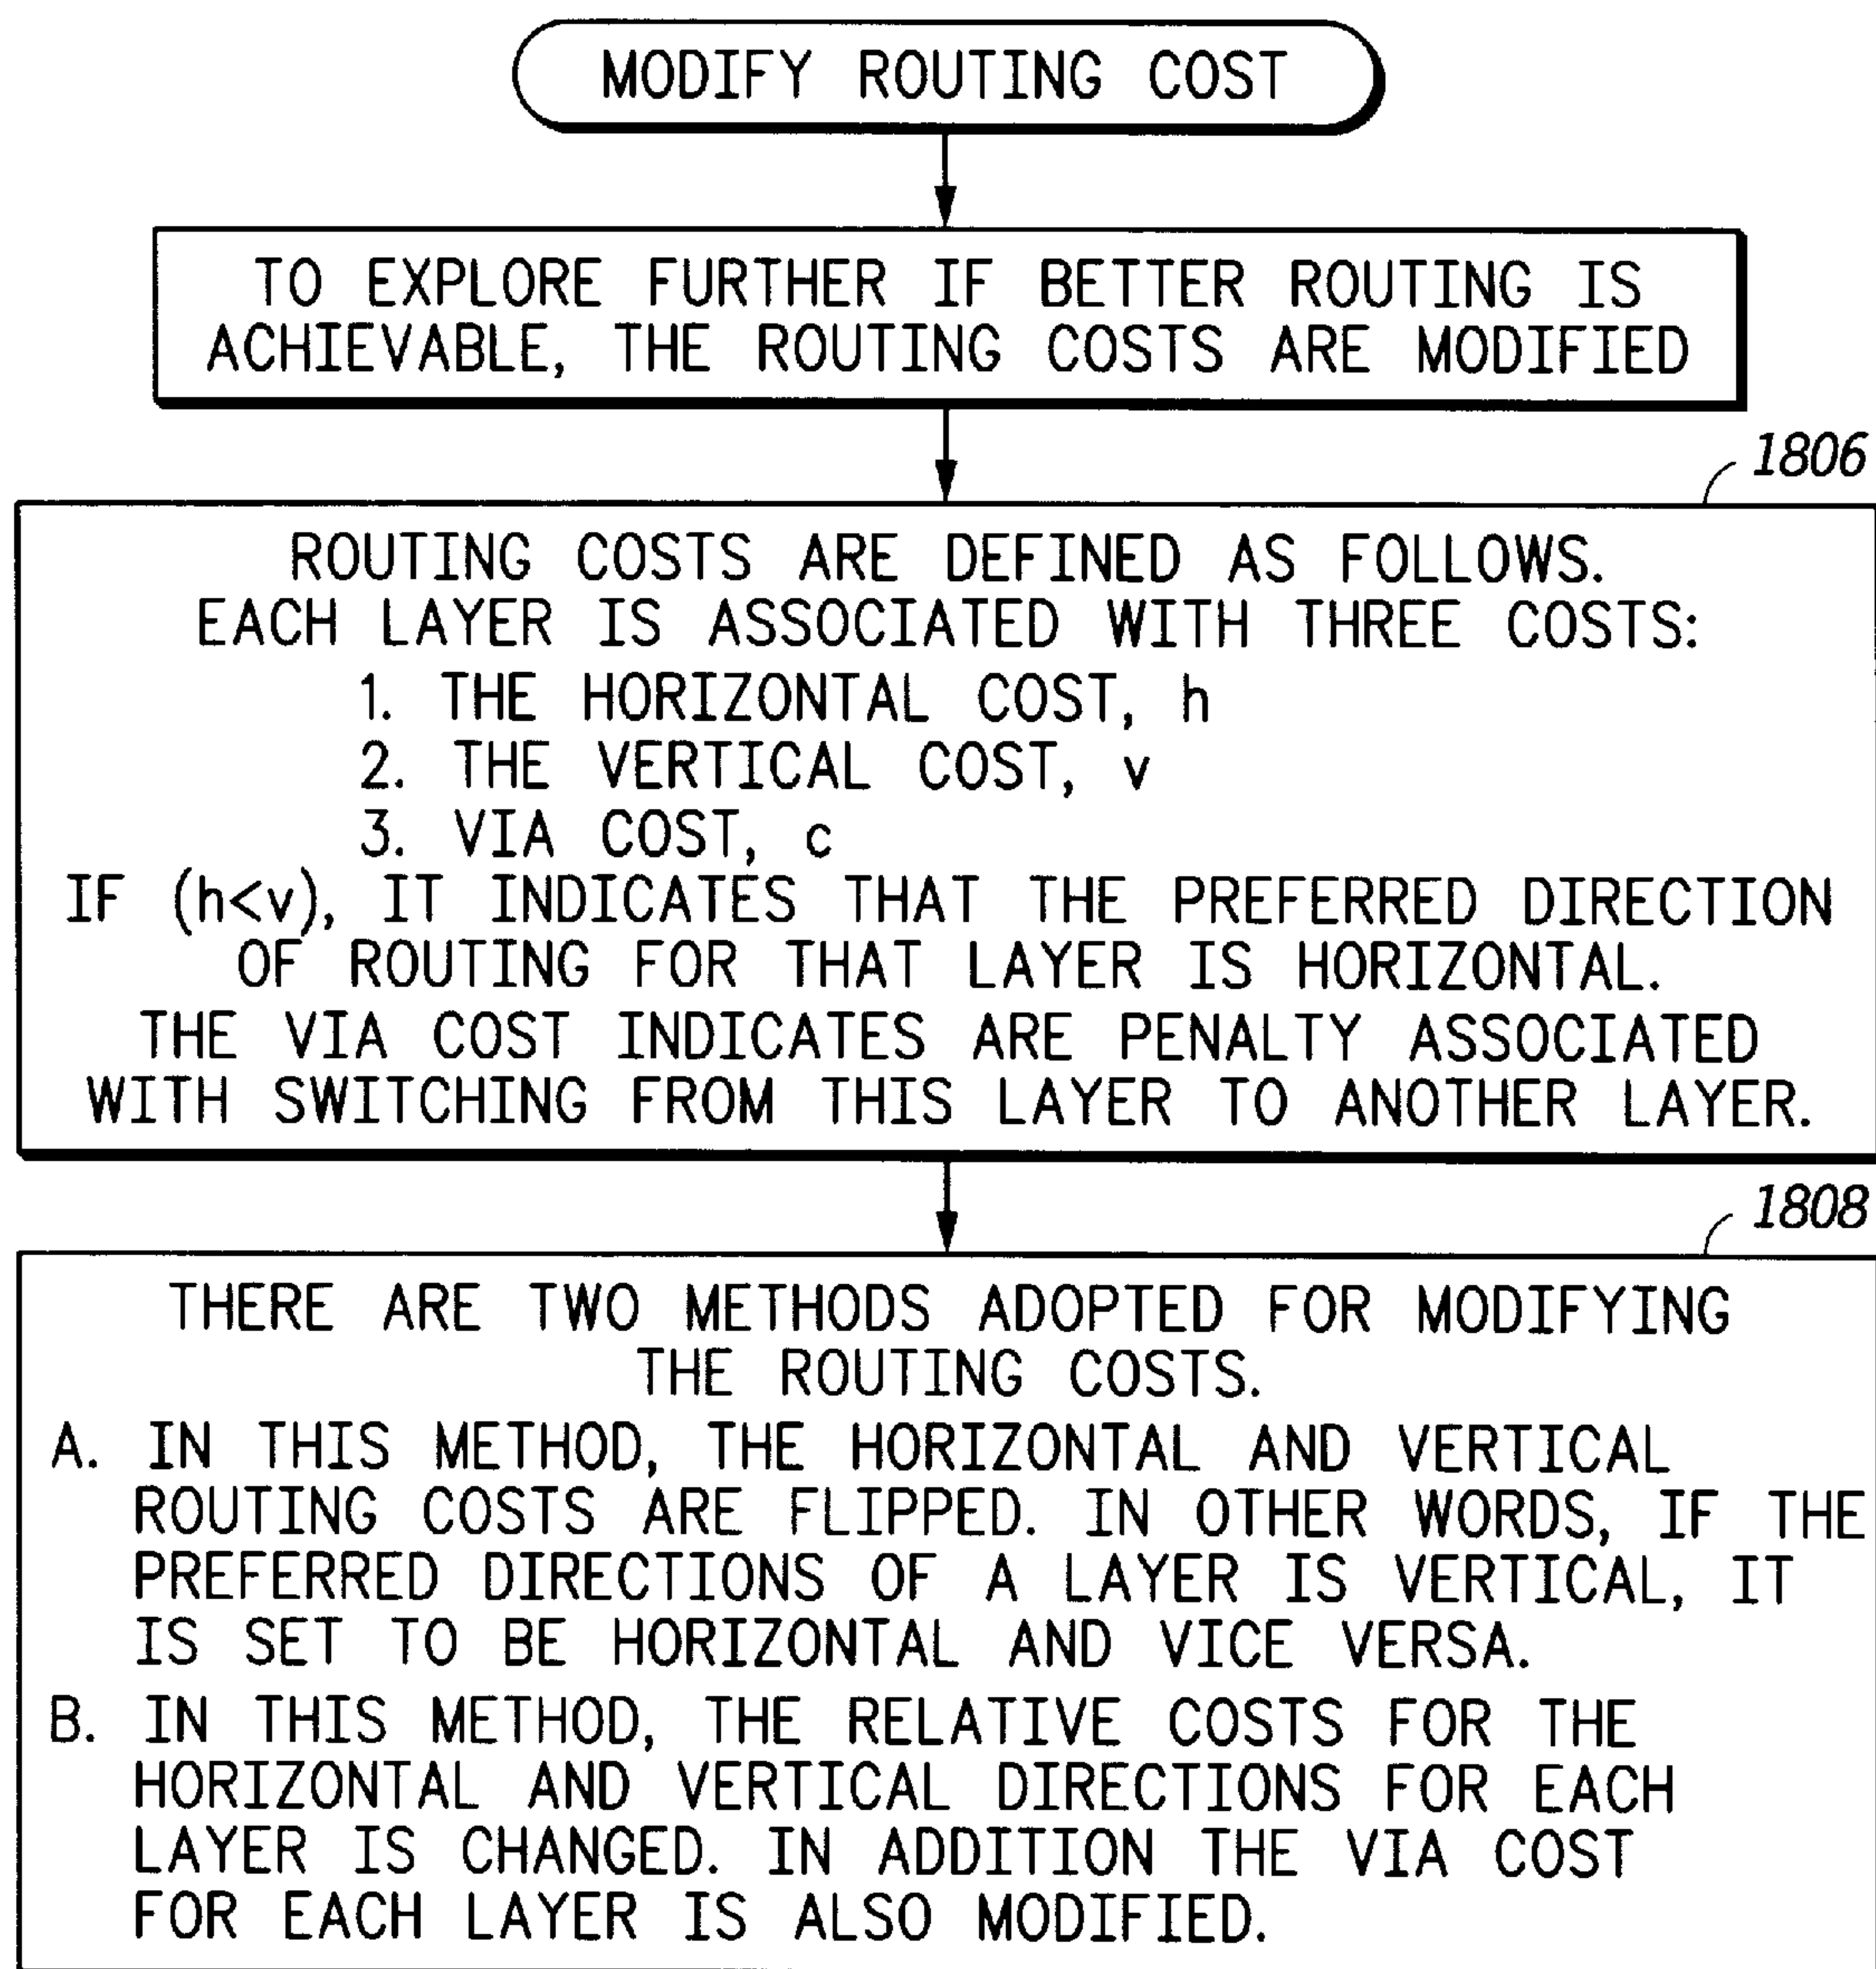 MODIFY ROUTING COST
TO EXPLORE FURTHER IF BETTER ROUTING IS
ACHIEVABLE, THE ROUTING COSTS ARE MODIFIED
1806
ROUTING COSTS ARE DEFINED AS FOLLOWS.
EACH LAYER IS ASSOCIATED WITH THREE COSTS:
1. THE HORIZONTAL COST, h
2. THE VERTICAL COST, v
3. VIA COST, c
IF (h<v), IT INDICATES THAT THE PREFERRED DIRECTION
OF ROUTING FOR THAT LAYER IS HORIZONTAL.
THE VIA COST INDICATES ARE PENALTY ASSOCIATED
WITH SWITCHING FROM THIS LAYER TO ANOTHER LAYER.
1808
THERE ARE TWO METHODS ADOPTED FOR MODIFYING
THE ROUTING COSTS.
A. IN THIS METHOD, THE HORIZONTAL AND VERTICAL
ROUTING COSTS ARE FLIPPED. IN OTHER WORDS, IF THE
PREFERRED DIRECTIONS OF A LAYER IS VERTICAL, IT
IS SET TO BE HORIZONTAL AND VICE VERSA.
B. IN THIS METHOD, THE RELATIVE COSTS FOR THE
HORIZONTAL AND VERTICAL DIRECTIONS FOR EACH
LAYER IS CHANGED. IN ADDITION THE VIA COST
FOR EACH LAYER IS ALSO MODIFIED.